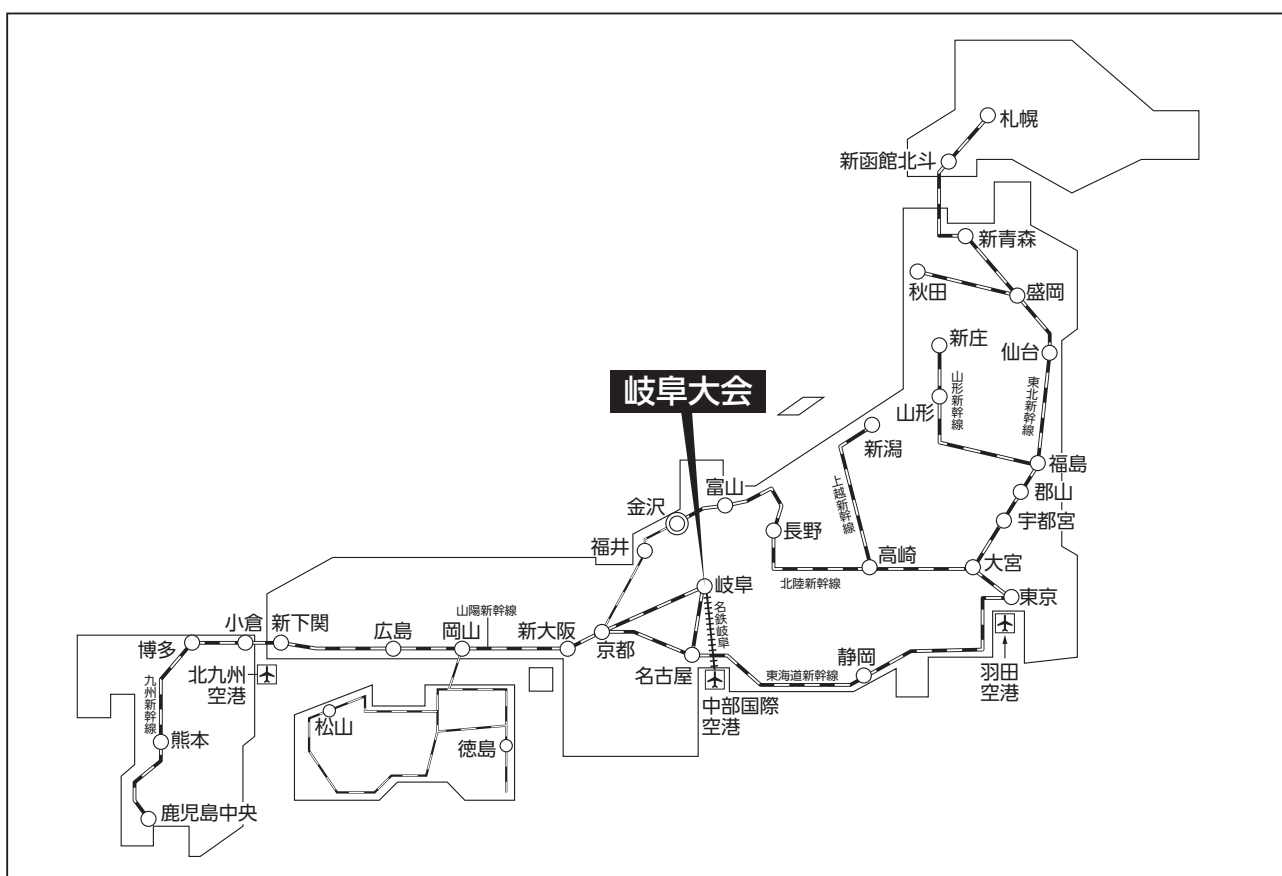 札幌
新函館北斗
新青森
秋田
盛岡
新庄
仙台
山形新幹線
東北新幹線
山形
岐阜大会
新潟
福島
郡山
富山
上越新幹線
金沢
宇都宮
長野
福井
高崎
大宮
北陸新幹線
岐阜
東京
名鉄岐阜
山陽新幹線
小倉
新下関
広島
岡山
新大阪
京都
博多
名古屋
静岡
東海道新幹線
羽田
空港
北九州
空港
九州新幹線
中部国際
空港
松山
徳島
熊本
鹿児島中央